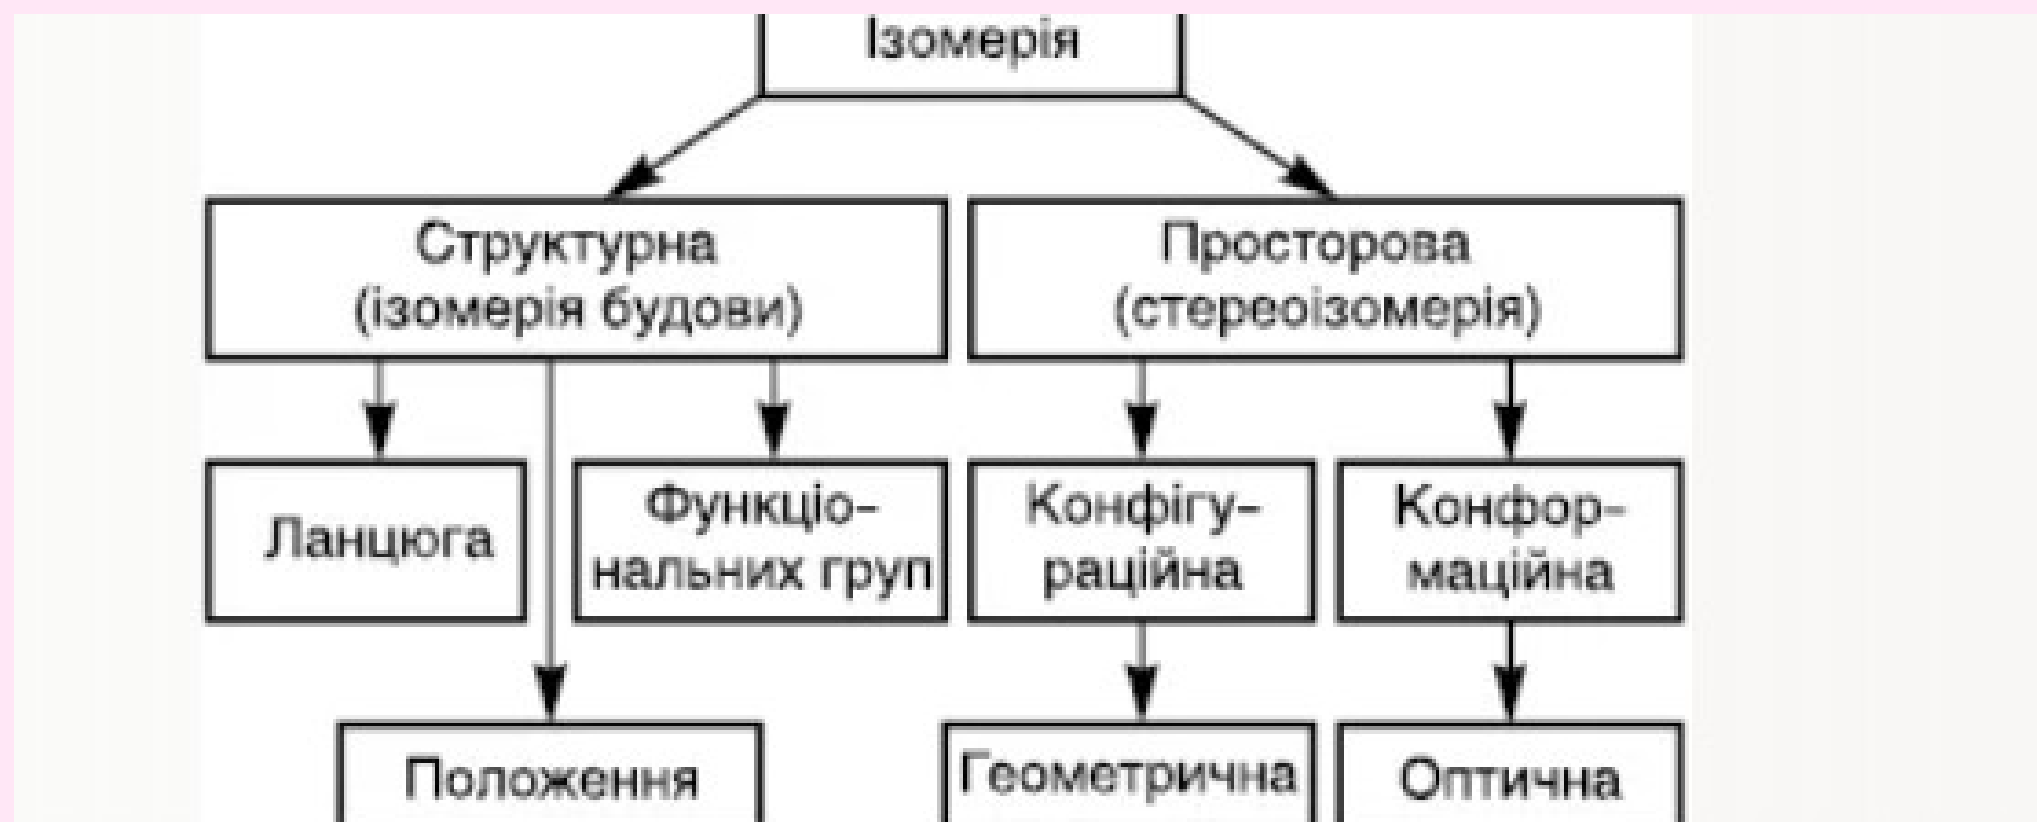 Ізомерія
Структурна
(ізомерія будови)
Просторова
(стереоізомерія)
Ланцюга
Функціо-
нальних груп
Конфігу-
раційна
Конфор-
маційна
Положення
Геометрична
Оптична